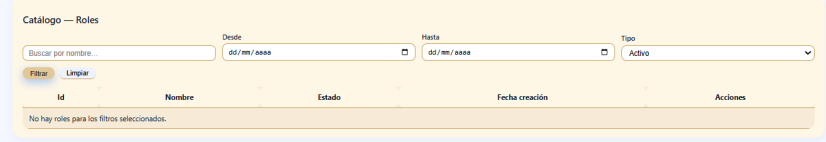 Catálogo — Roles
Desde
Hasta
Tipo
Buscar por nombre...
dd/mm/aaaa
dd/mm/aaaa
Activo
Filtrar
Limpiar
Id
Nombre
Estado
Fecha creación
Acciones
No hay roles para los filtros seleccionados.